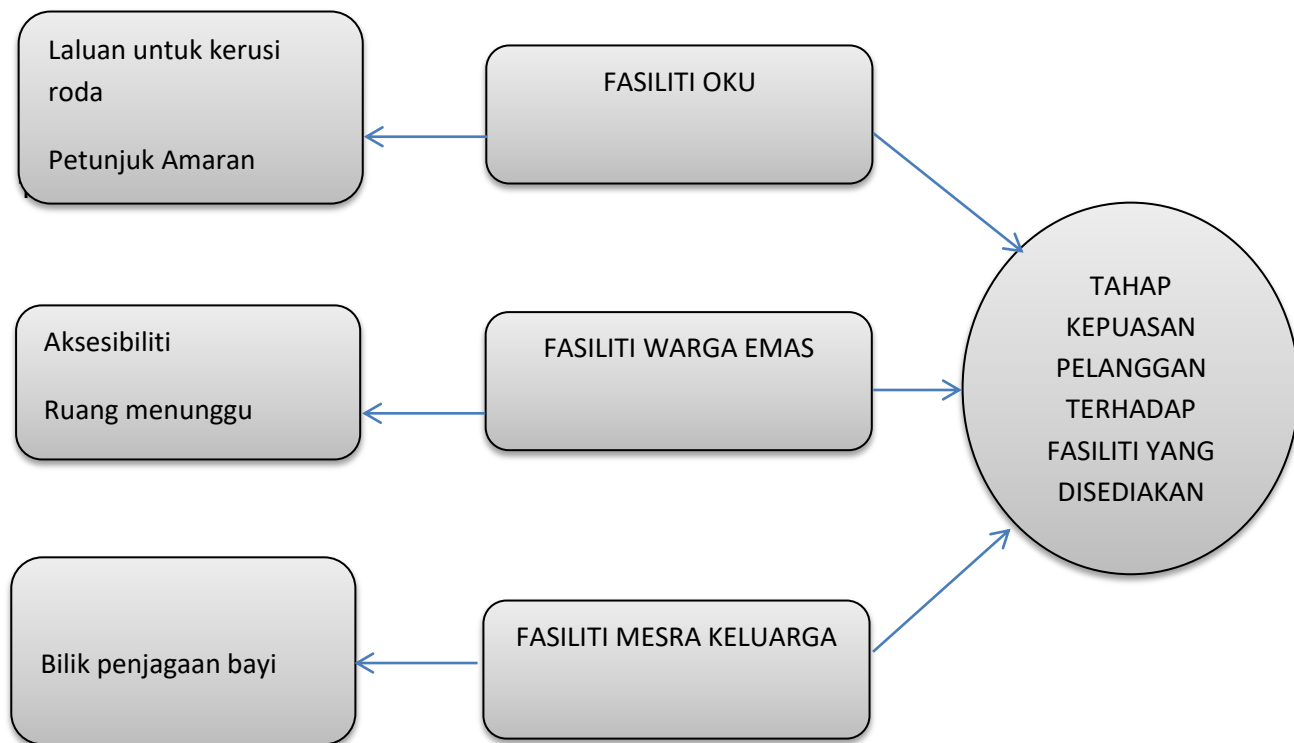 Laluan untuk kerusi
roda
Petunjuk Amaran
FASILITI OKU
Aksesibiliti
Ruang menunggu
FASILITI WARGA EMAS
Bilik penjagaan bayi
FASILITI MESRA KELUARGA
TAHAP
KEPUASAN
PELANGGAN
TERHADAP
FASILITI YANG
DISEDIAKAN